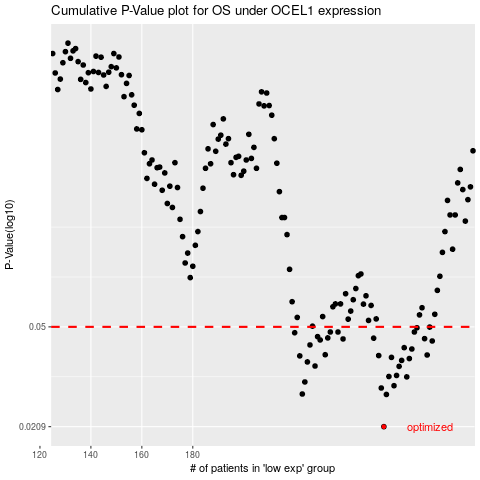 Cumulative P-Value plot for OS under OCEL1 expression
P-Value(log10)
0.05
0.0209
optimized
120 140 160 180
# of patients in 'low exp' group